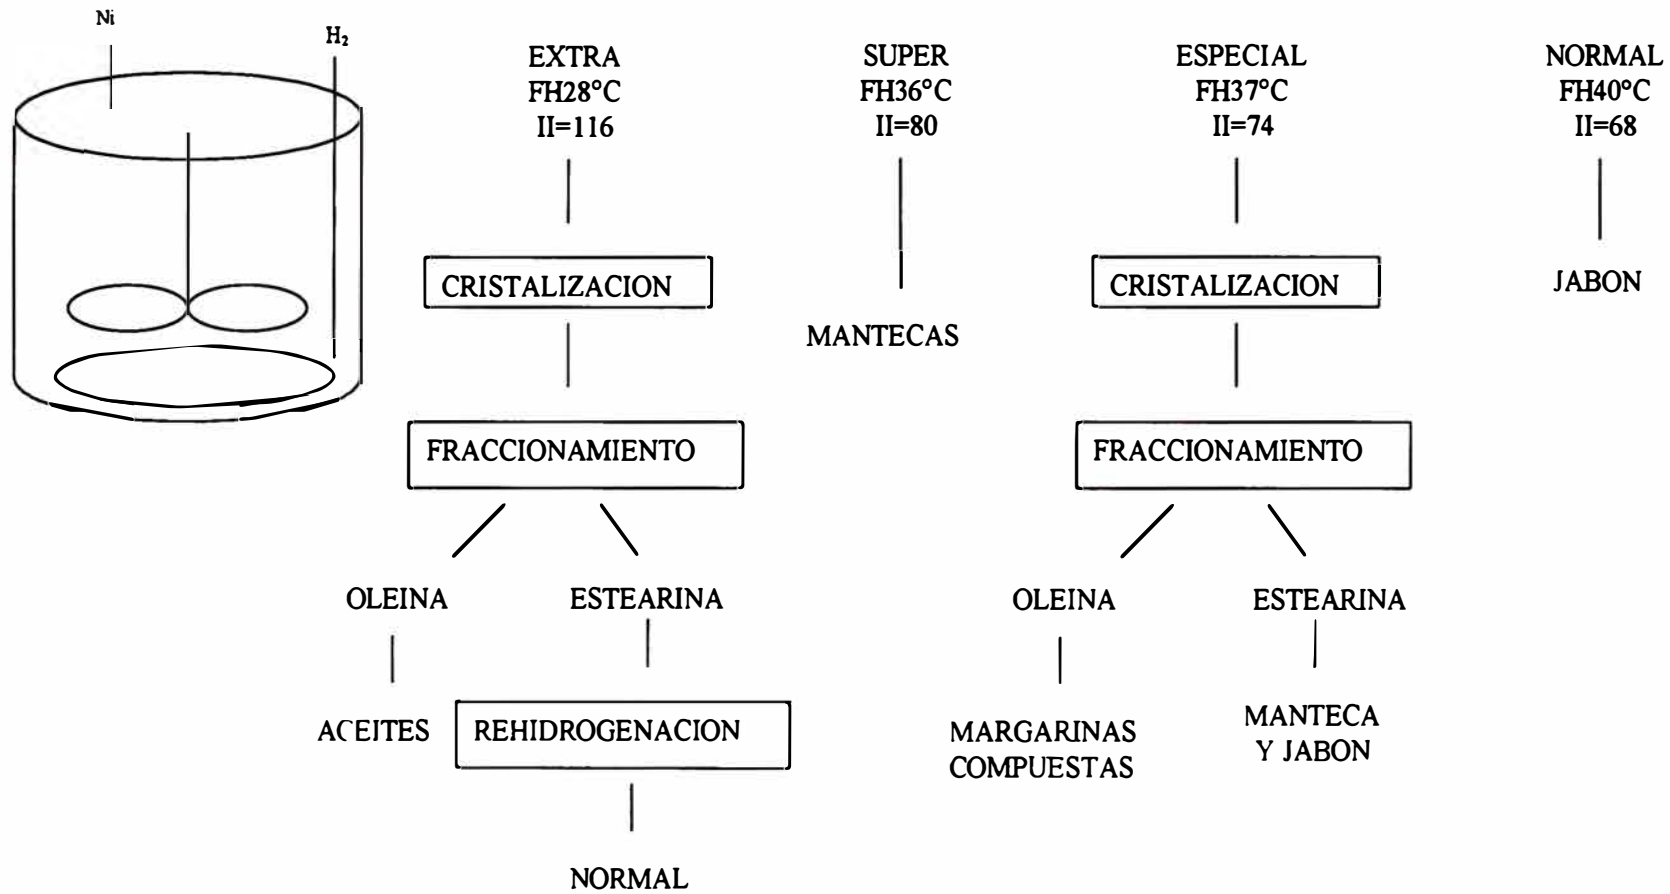 Ni
H₂
EXTRA
FH28°C
II=116
SUPER
FH36°C
II=80
ESPECIAL
FH37°C
II=74
NORMAL
FH40°C
II=68
CRISTALIZACION
MANTECAS
CRISTALIZACION
JABON
FRACCIONAMIENTO
FRACCIONAMIENTO
OLEINA
ESTEARINA
OLEINA
ESTEARINA
ACEITES
REHIDROGENACION
MARGARINAS
COMPUESTAS
MANTECA
Y JABON
NORMAL